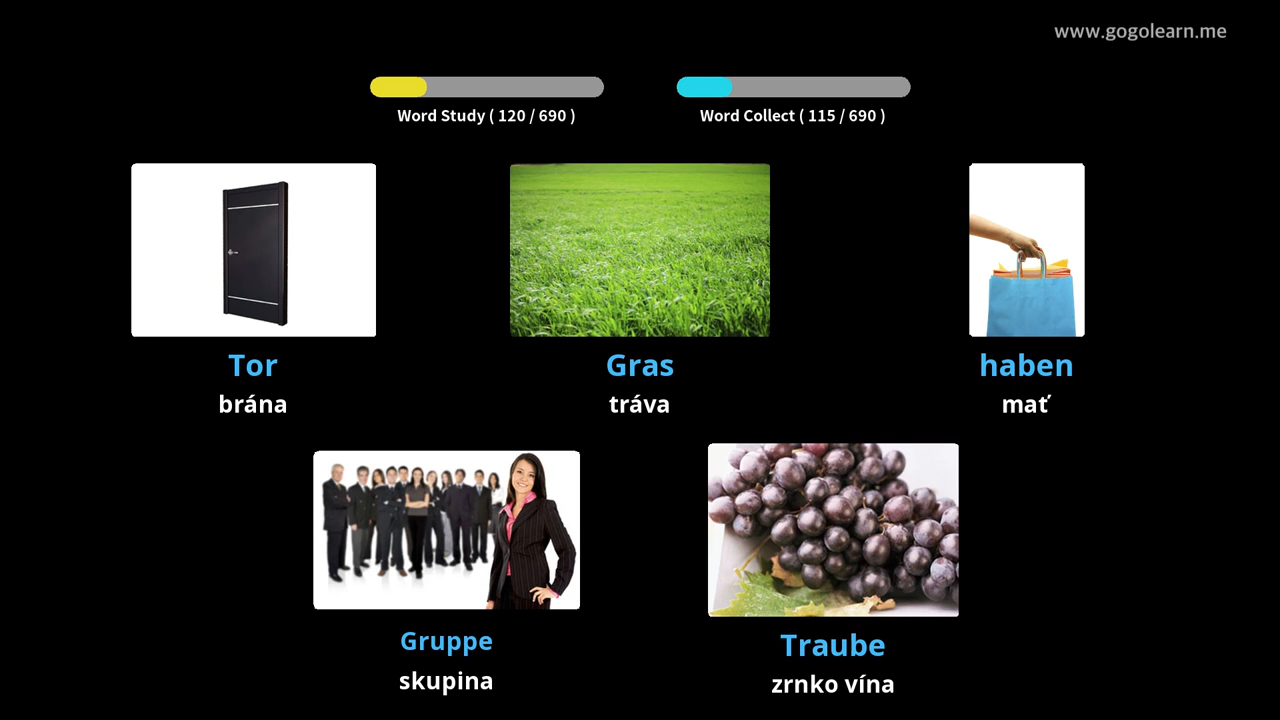 www.gogolearn.me
Word Study ( 120 / 690 )
Word Collect ( 115 / 690 )
Tor
brána
Gras
tráva
haben
mať
Gruppe
skupina
Traube
zrnko vína